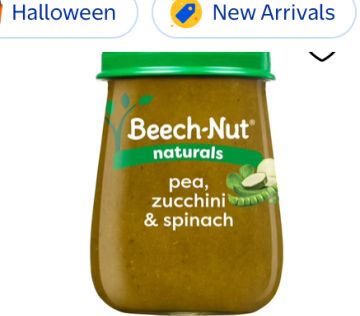 Halloween
New Arrivals
Beech-Nut®
naturals
pea,
zucchini
& spinach